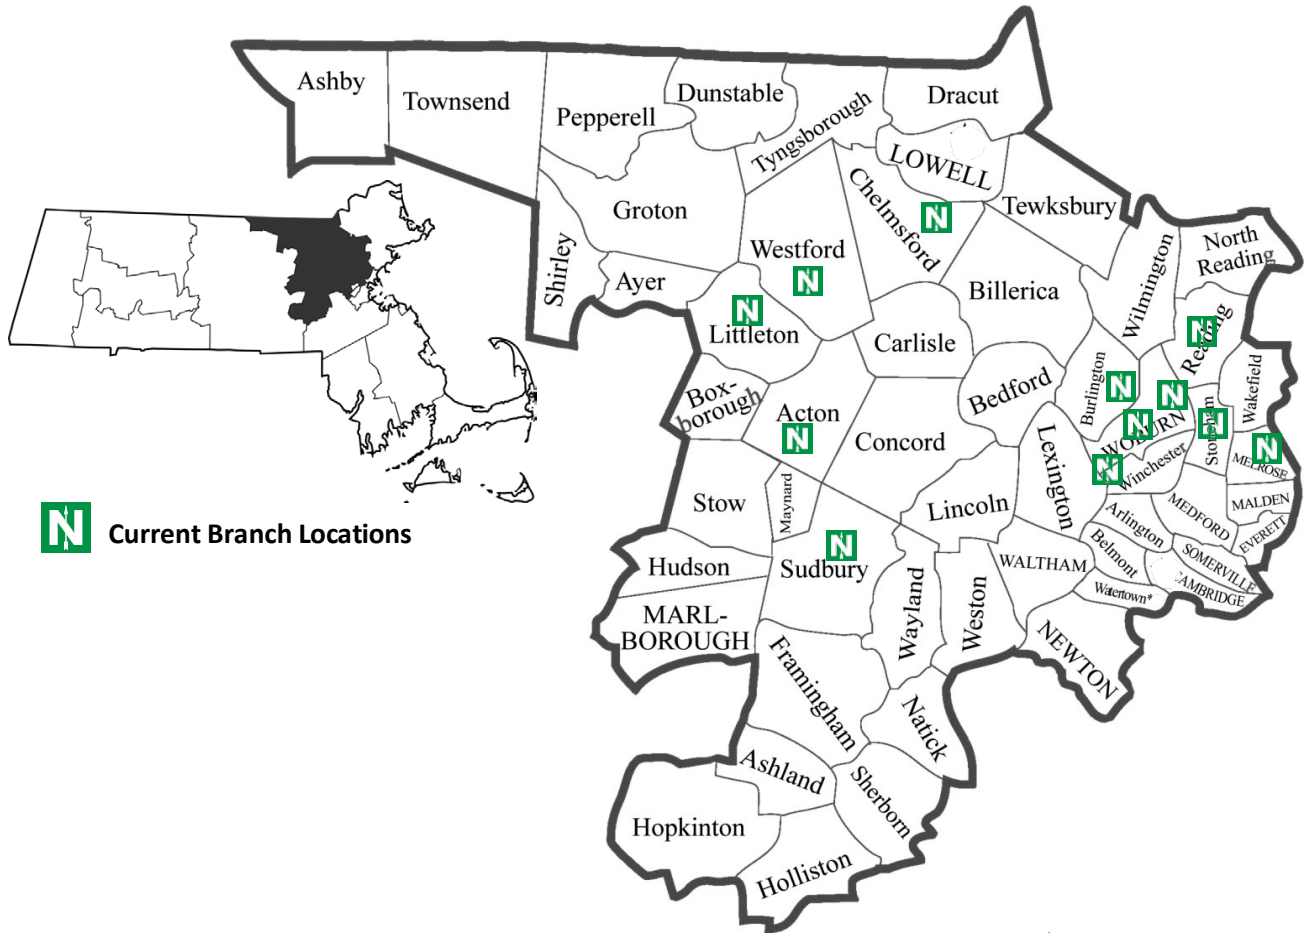 Ashby
Townsend
Pepperell
Dunstable
Tyngsborough
Dracut
LOWELL
Tewksbury
Chelmsford
N
Groton
Westford
N
Shirley
Ayer
Littleton
N
Billerica
Wilmington
North
Reading
Reading
N
Carlisle
Bedford
Burlington
N
Wakefield
Box-
borough
Acton
N
Concord
Lexington
WOBURN
N
N
N
Stoneham
N
MELROSE
N
Winchester
Stow
Maynard
Lincoln
Arlington
MEDFORD
MALDEN
EVERETT
N
Current Branch Locations
Hudson
Sudbury
N
WALTHAM
Belmont
SOMERVILLE
CAMBRIDGE
Watertown*
MARL-
BOROUGH
Wayland
Weston
NEWTON
Framingham
Natick
Ashland
Sherborn
Hopkinton
Holliston